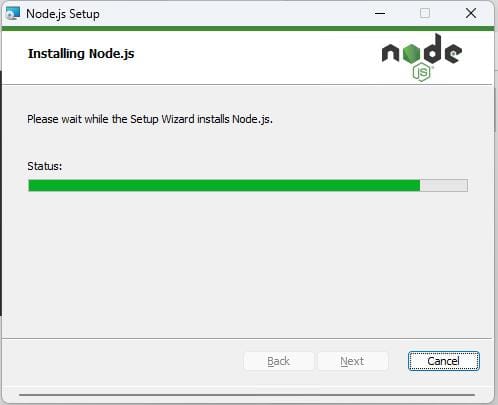 Node.js Setup
Installing Node.js
node
JS
Please wait while the Setup Wizard installs Node.js.
Status:
Back
Next
Cancel